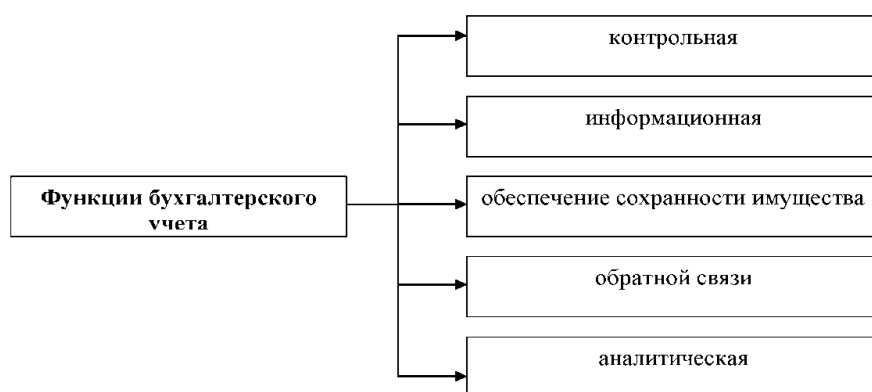 контрольная
информационная
Функции бухгалтерского
учета
обеспечение сохранности имущества
обратной связи
аналитическая